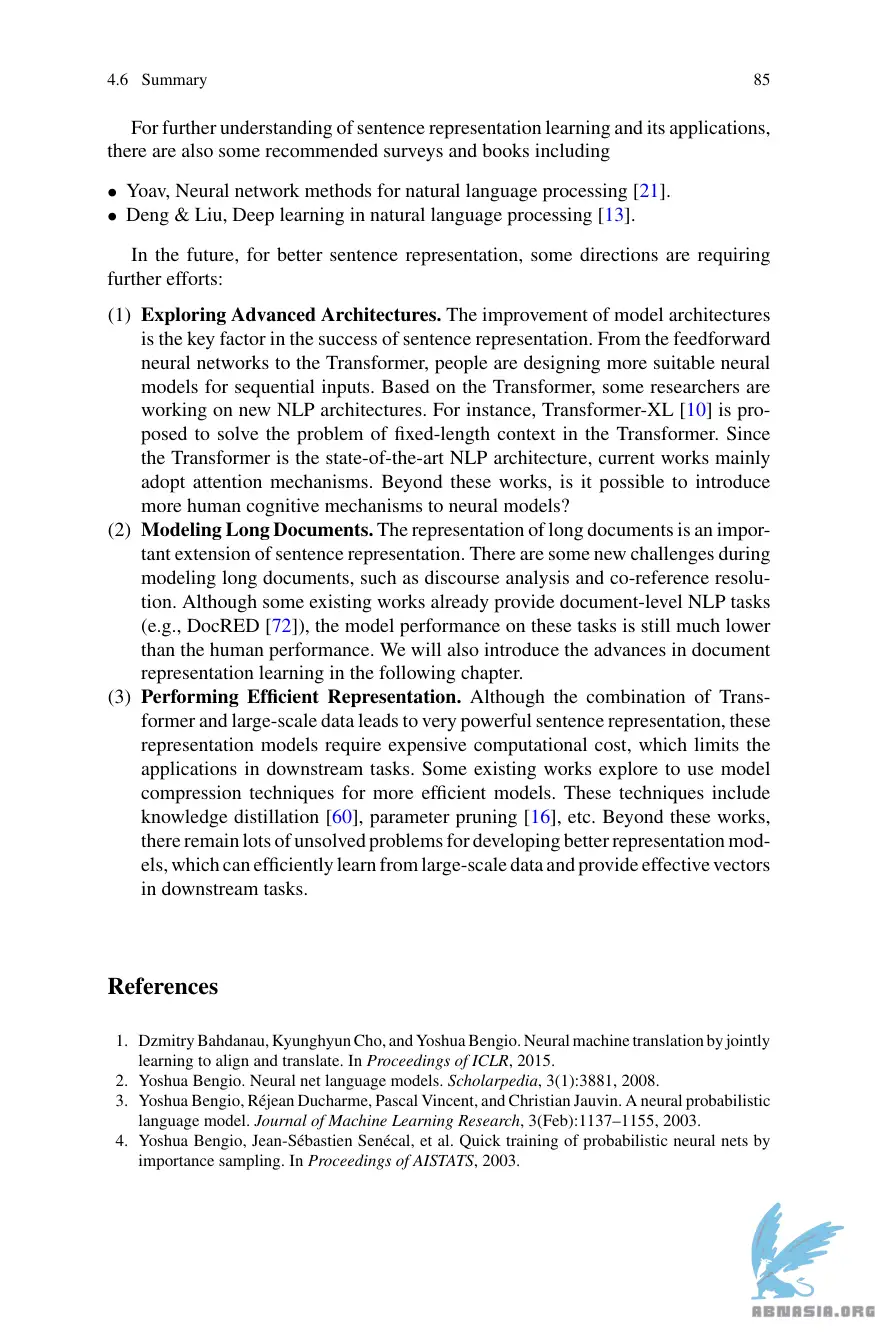 4.6 Summary 85
For further understanding of sentence representation learning and its applications,
there are also some recommended surveys and books including
• Yoav, Neural network methods for natural language processing [21].
• Deng & Liu, Deep learning in natural language processing [13].
In the future, for better sentence representation, some directions are requiring
further efforts:
(1) Exploring Advanced Architectures. The improvement of model architectures
is the key factor in the success of sentence representation. From the feedforward
neural networks to the Transformer, people are designing more suitable neural
models for sequential inputs. Based on the Transformer, some researchers are
working on new NLP architectures. For instance, Transformer-XL [10] is pro-
posed to solve the problem of fixed-length context in the Transformer. Since
the Transformer is the state-of-the-art NLP architecture, current works mainly
adopt attention mechanisms. Beyond these works, is it possible to introduce
more human cognitive mechanisms to neural models?
(2) Modeling Long Documents. The representation of long documents is an impor-
tant extension of sentence representation. There are some new challenges during
modeling long documents, such as discourse analysis and co-reference resolu-
tion. Although some existing works already provide document-level NLP tasks
(e.g., DocRED [72]), the model performance on these tasks is still much lower
than the human performance. We will also introduce the advances in document
representation learning in the following chapter.
(3) Performing Efficient Representation. Although the combination of Trans-
former and large-scale data leads to very powerful sentence representation, these
representation models require expensive computational cost, which limits the
applications in downstream tasks. Some existing works explore to use model
compression techniques for more efficient models. These techniques include
knowledge distillation [60], parameter pruning [16], etc. Beyond these works,
there remain lots of unsolved problems for developing better representation mod-
els, which can efficiently learn from large-scale data and provide effective vectors
in downstream tasks.
References
1. Dzmitry Bahdanau, Kyunghyun Cho, and Yoshua Bengio. Neural machine translation by jointly
learning to align and translate. In Proceedings of ICLR, 2015.
2. Yoshua Bengio. Neural net language models. Scholarpedia, 3(1):3881, 2008.
3. Yoshua Bengio, Réjean Ducharme, Pascal Vincent, and Christian Jauvin. A neural probabilistic
language model. Journal of Machine Learning Research, 3(Feb):1137–1155, 2003.
4. Yoshua Bengio, Jean-Sébastien Senécal, et al. Quick training of probabilistic neural nets by
importance sampling. In Proceedings of AISTATS, 2003.
ABNASIA.ORG